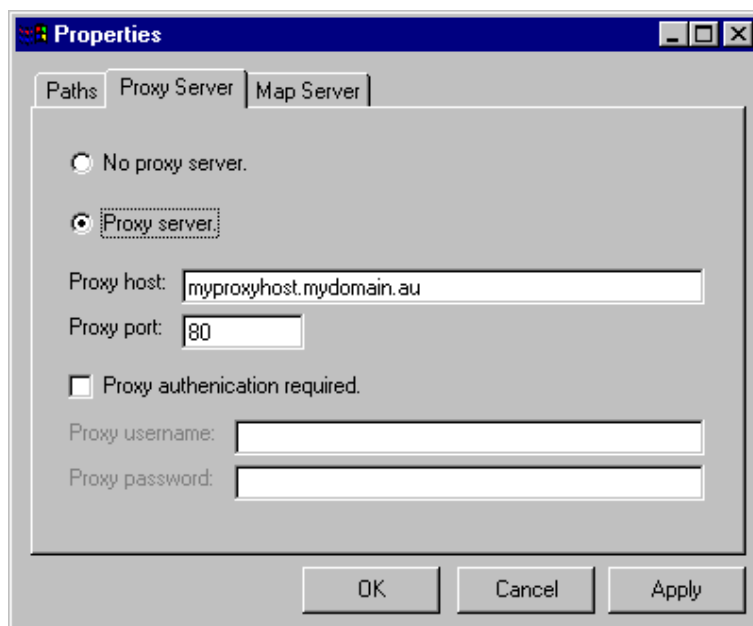 Properties
Paths Proxy Server Map Server
No proxy server.
Proxy server.
Proxy host: myproxyhost.mydomain.au
Proxy port: 80
Proxy authenication required.
Proxy username:
Proxy password:
OK Cancel Apply